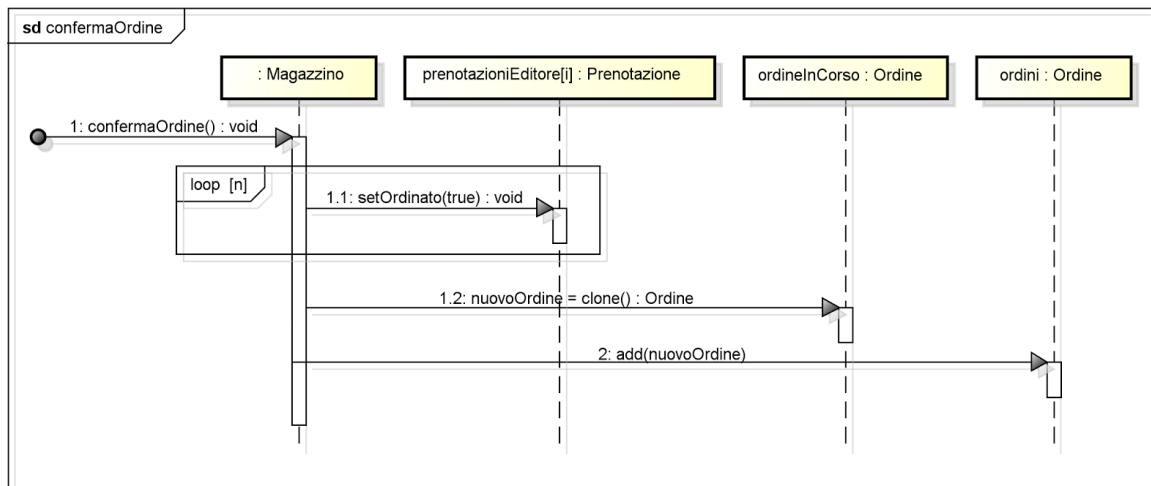 sd confermaOrdine
: Magazzino
prenotazioniEditore[i] : Prenotazione
ordineInCorso : Ordine
ordini : Ordine
1: confermaOrdine() : void
loop [n]
1.1: setOrdinato(true) : void
1.2: nuovoOrdine = clone() : Ordine
2: add(nuovoOrdine)